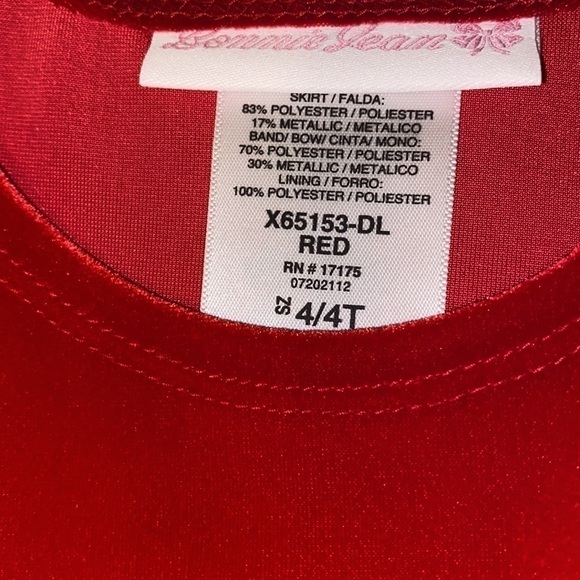 Bonnie Jean
SKIRT / FALDA:
83% POLYESTER / POLIESTER
17% METALLIC / METALICO
BAND/ BOW/ CINTA/ MONO:
70% POLYESTER / POLIESTER
30% METALLIC / METALICO
LINING / FORRO:
100% POLYESTER / POLIESTER
X65153-DL
RED
RN # 17175
07202112
SZ 4/4T